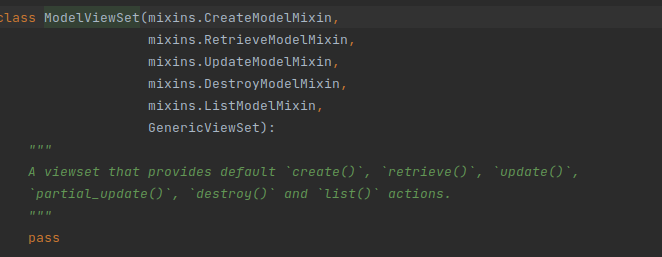 class ModelViewSet(mixins.CreateModelMixin,
mixins.RetrieveModelMixin,
mixins.UpdateModelMixin,
mixins.DestroyModelMixin,
mixins.ListModelMixin,
GenericViewSet):
"""
A viewset that provides default `create()`, `retrieve()`, `update()`,
`partial_update()`, `destroy()` and `list()` actions.
"""
pass